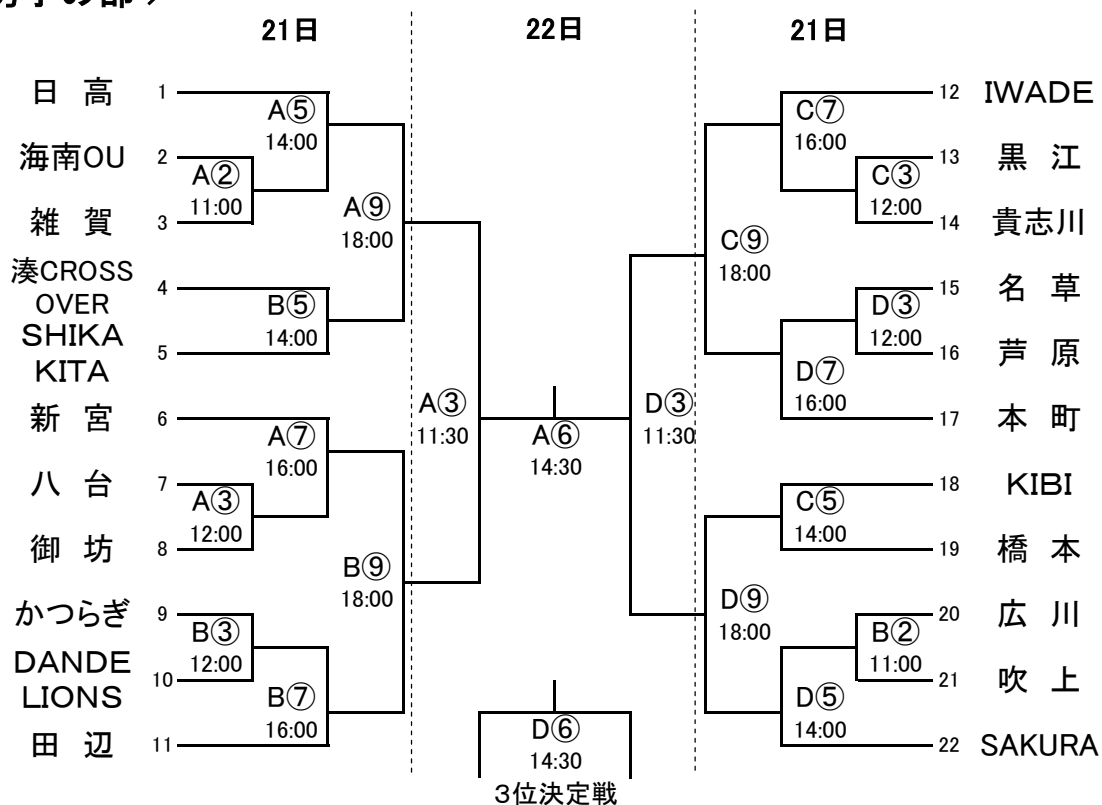 の部>
21日
22日
21日
日 高 1
海南OU 2
雑 賀 3
湊CROSS
OVER 4
SHIKA
KITA 5
新 宮 6
八 台 7
御 坊 8
かつらぎ 9
DANDE
LIONS 10
田 辺 11
A②
11:00
A③
12:00
B③
12:00
A⑤
14:00
B⑤
14:00
A⑦
16:00
B⑦
16:00
A⑨
18:00
B⑨
18:00
A③
11:30
A⑥
14:30
D⑥
14:30
3位決定戦
D③
11:30
C⑨
18:00
D⑨
18:00
C⑦
16:00
D⑦
16:00
C⑤
14:00
D⑤
14:00
C③
12:00
D③
12:00
B②
11:00
12 IWADE
13 黒 江
14 貴志川
15 名 草
16 芦 原
17 本 町
18 KIBI
19 橋 本
20 広 川
21 吹 上
22 SAKURA